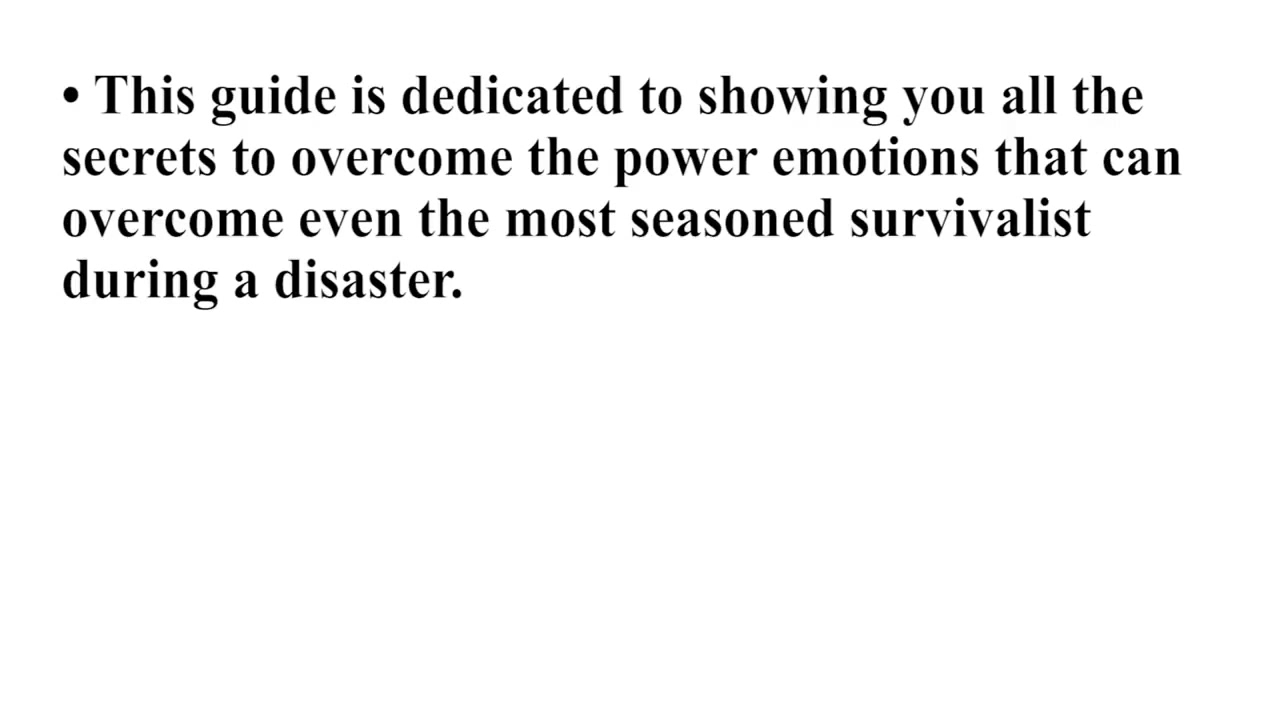 • This guide is dedicated to showing you all the
secrets to overcome the power emotions that can
overcome even the most seasoned survivalist
during a disaster.